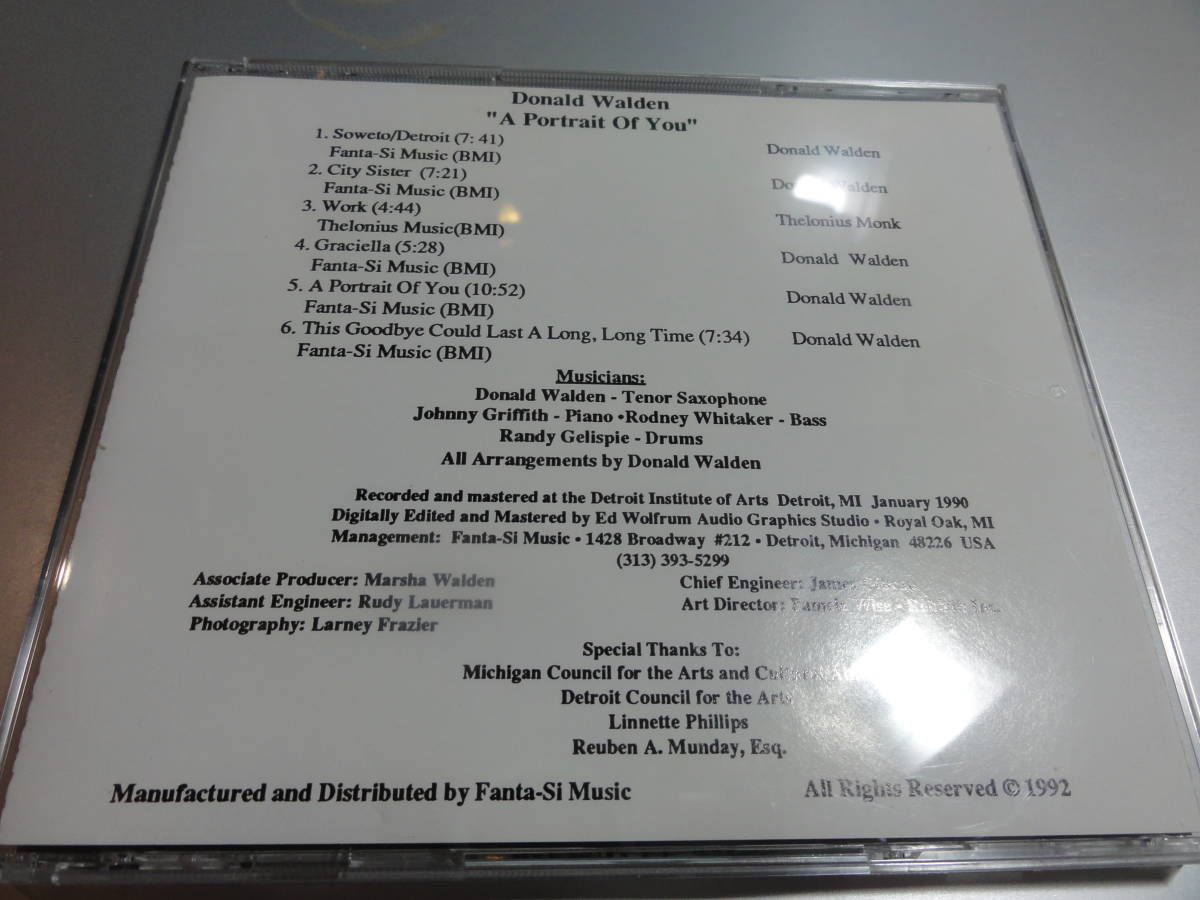 Donald Walden
"A Portrait Of You"
1. Soweto/Detroit (7: 41) Donald Walden
Fanta-Si Music (BMI)
2. City Sister (7:21) Walden
Fanta-Si Music (BMI)
3. Work (4:44) Thelonius Monk
Thelonius Music(BMI)
4. Graciella (5:28) Donald Walden
Fanta-Si Music (BMI)
5. A Portrait Of You (10:52) Donald Walden
Fanta-Si Music (BMI)
6. This Goodbye Could Last A Long, Long Time (7:34) Donald Walden
Fanta-Si Music (BMI)
Musicians:
Donald Walden - Tenor Saxophone
Johnny Griffith - Piano •Rodney Whitaker - Bass
Randy Gelispie - Drums
All Arrangements by Donald Walden
Recorded and mastered at the Detroit Institute of Arts Detroit, MI January 1990
Digitally Edited and Mastered by Ed Wolfrum Audio Graphics Studio • Royal Oak, MI
Management: Fanta-Si Music • 1428 Broadway #212 • Detroit, Michigan 48226 USA
(313) 393-5299
Associate Producer: Marsha Walden Chief Engineer:
Assistant Engineer: Rudy Lauerman Art Director: Wise -
Photography: Larney Frazier
Special Thanks To:
Michigan Council for the Arts and
Detroit Council for the Arts
Linnette Phillips
Reuben A. Munday, Esq.
Manufactured and Distributed by Fanta-Si Music All Rights Reserved © 1992